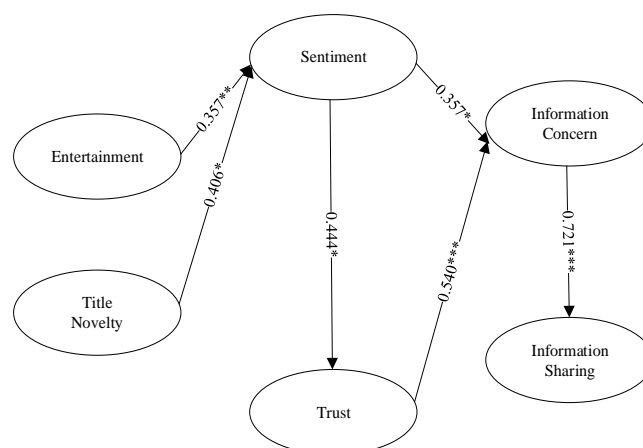 Sentiment
Information
Concern
Entertainment
Title
Novelty
Trust
Information
Sharing
0.357**
0.406*
0.357*
0.444*
0.540***
0.721***